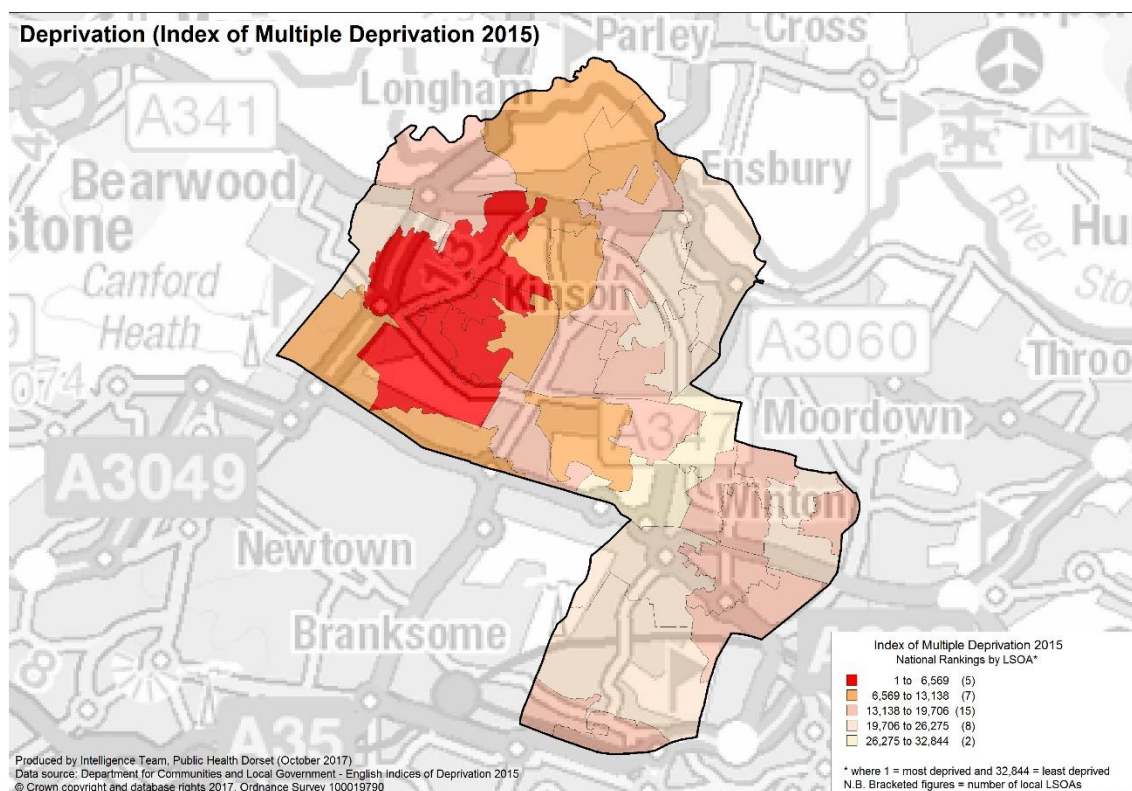 Deprivation (Index of Multiple Deprivation 2015)
Parley
Cross
Longham
A341
Bearwood
Ensbury
stone
River
Canford
Heath
Kinson
A3060
Throo
074
Moordown
A347
A3049
Winton
Newtown
Branksome
A35
Index of Multiple Deprivation 2015
National Rankings by LSOA*
1 to 6,569 (5)
6,569 to 13,138 (7)
13,138 to 19,706 (15)
19,706 to 26,275 (8)
26,275 to 32,844 (2)
* where 1 = most deprived and 32,844 = least deprived
N.B. Bracketed figures = number of local LSOAs
Produced by Intelligence Team, Public Health Dorset (October 2017)
Data source: Department for Communities and Local Government - English Indices of Deprivation 2015
© Crown copyright and database rights 2017, Ordnance Survey 100019790